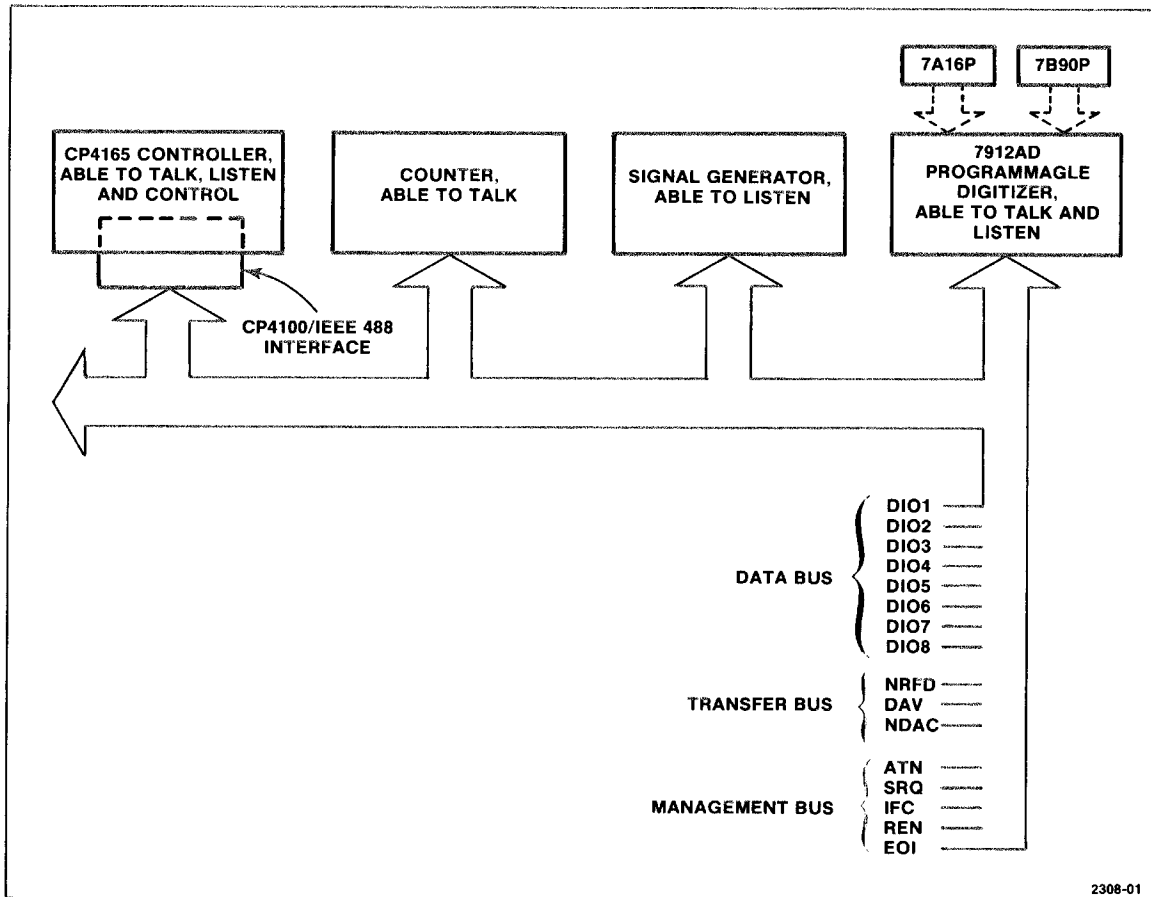 7A16P
7B90P
CP4165 CONTROLLER,
ABLE TO TALK, LISTEN
AND CONTROL
COUNTER,
ABLE TO TALK
SIGNAL GENERATOR,
ABLE TO LISTEN
7912AD
PROGRAMMAGLE
DIGITIZER,
ABLE TO TALK AND
LISTEN
CP4100/IEEE 488
INTERFACE
DATA BUS
DIO1
DIO2
DIO3
DIO4
DIO5
DIO6
DIO7
DIO8
TRANSFER BUS
NRFD
DAV
NDAC
MANAGEMENT BUS
ATN
SRQ
IFC
REN
EOI
2308-01